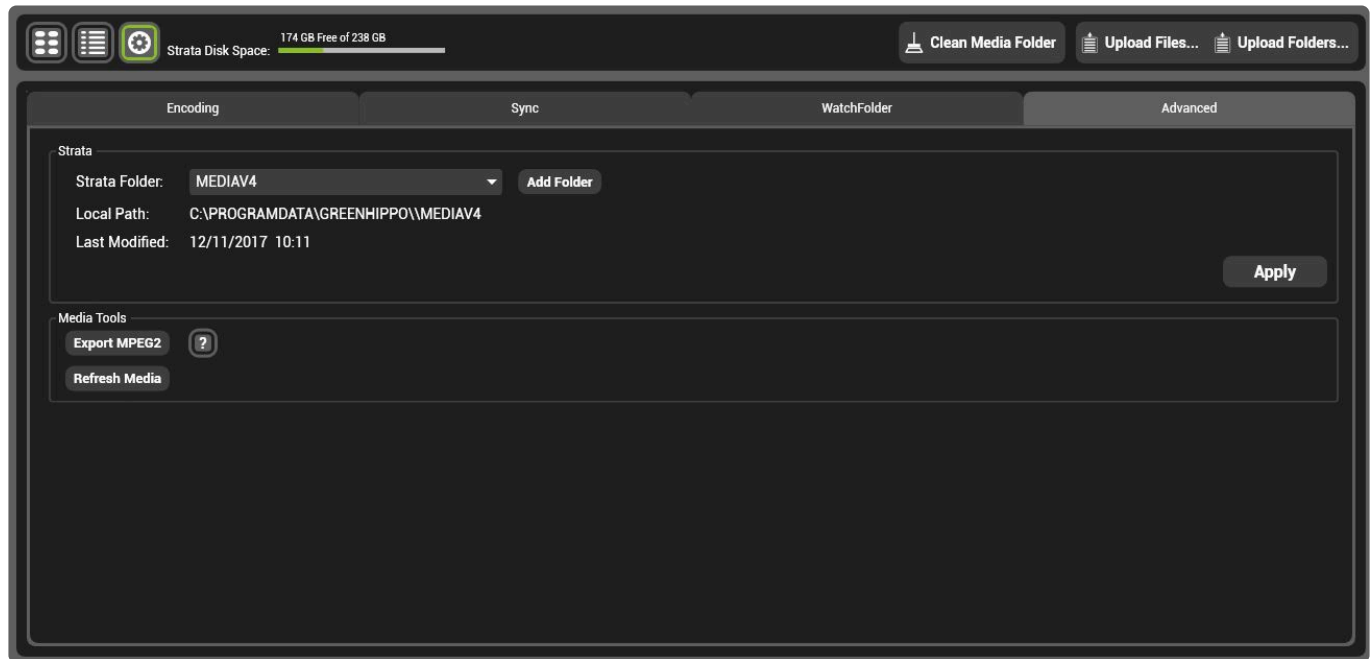 174 GB Free of 238 GB
Strata Disk Space:
Clean Media Folder
Upload Files...
Upload Folders...
Encoding
Sync
WatchFolder
Advanced
Strata
Strata Folder: MEDIAV4
Add Folder
Local Path: C:\PROGRAMDATA\GREENHIPPO\\MEDIAV4
Last Modified: 12/11/2017 10:11
Apply
Media Tools
Export MPEG2
?
Refresh Media